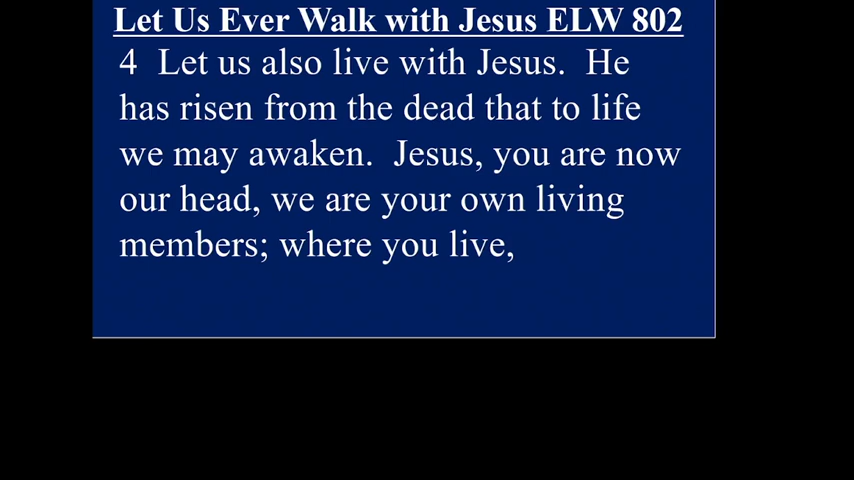 Let Us Ever Walk with Jesus ELW 802
4 Let us also live with Jesus. He
has risen from the dead that to life
we may awaken. Jesus, you are now
our head, we are your own living
members; where you live,